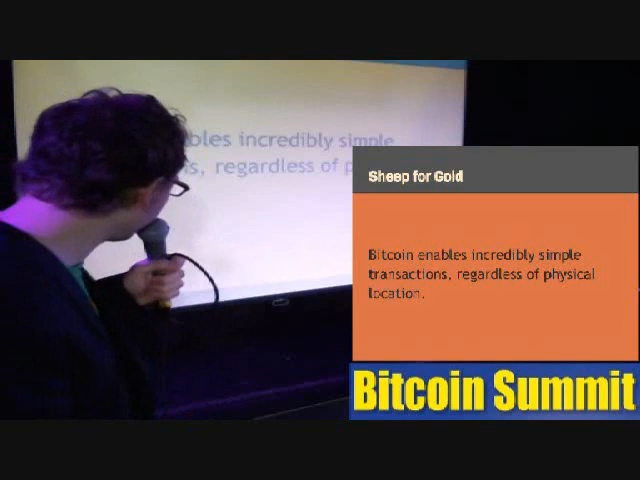 bles incredibly simple
s, regardless of p
Sheep for Gold
Bitcoin enables incredibly simple
transactions, regardless of physical
location.
Bitcoin Summit